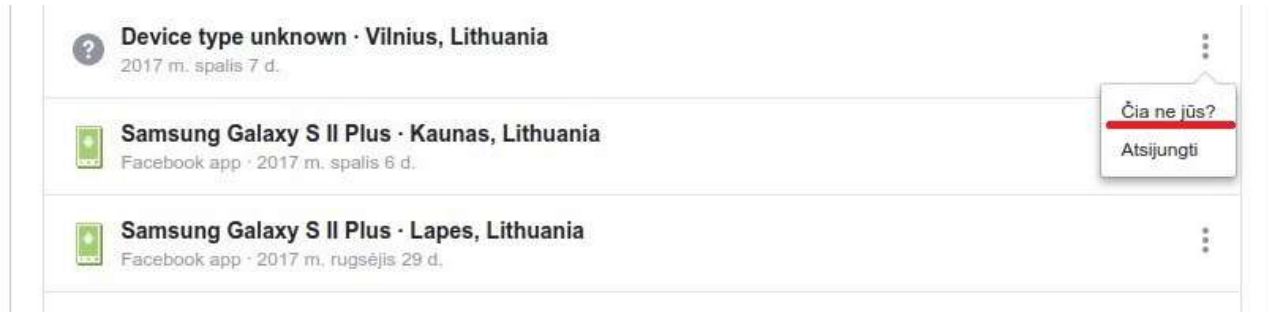 Device type unknown · Vilnius, Lithuania
2017 m. spalis 7 d.
Čia ne jūs?
Samsung Galaxy S II Plus · Kaunas, Lithuania
Facebook app · 2017 m. spalis 6 d.
Atsijungti
Samsung Galaxy S II Plus · Lapes, Lithuania
Facebook app · 2017 m. rugsėjis 29 d.